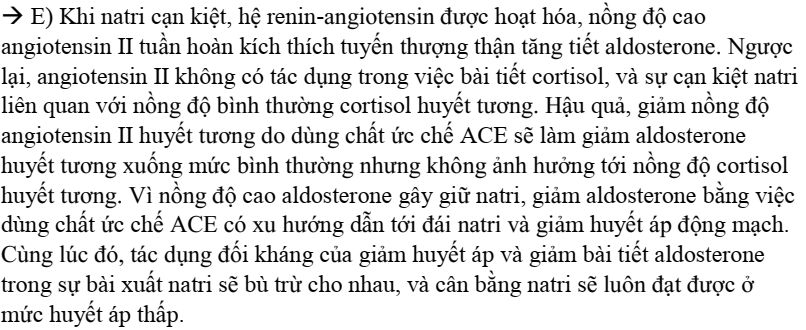 → E) Khi natri cạn kiệt, hệ renin-angiotensin được hoạt hóa, nồng độ cao
angiotensin II tuần hoàn kích thích tuyến thượng thận tăng tiết aldosterone. Ngược
lại, angiotensin II không có tác dụng trong việc bài tiết cortisol, và sự cạn kiệt natri
liên quan với nồng độ bình thường cortisol huyết tương. Hậu quả, giảm nồng độ
angiotensin II huyết tương do dùng chất ức chế ACE sẽ làm giảm aldosterone
huyết tương xuống mức bình thường nhưng không ảnh hưởng tới nồng độ cortisol
huyết tương. Vì nồng độ cao aldosterone gây giữ natri, giảm aldosterone bằng việc
dùng chất ức chế ACE có xu hướng dẫn tới đái natri và giảm huyết áp động mạch.
Cùng lúc đó, tác dụng đối kháng của giảm huyết áp và giảm bài tiết aldosterone
trong sự bài xuất natri sẽ bù trừ cho nhau, và cân bằng natri sẽ luôn đạt được ở
mức huyết áp thấp.